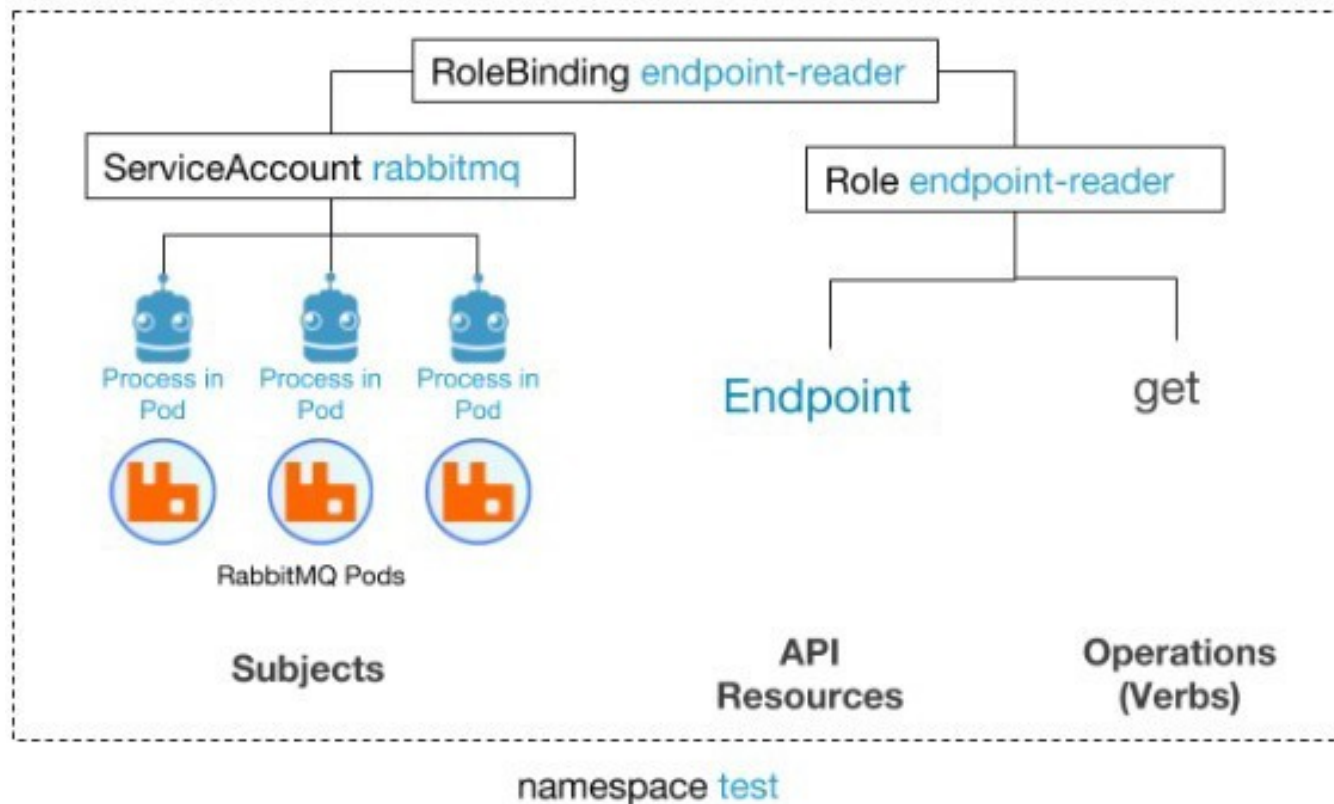 RoleBinding endpoint-reader
ServiceAccount rabbitmq
Role endpoint-reader
Process in Pod
Process in Pod
Process in Pod
Endpoint
get
RabbitMQ Pods
Subjects
API
Resources
Operations
(Verbs)
namespace test